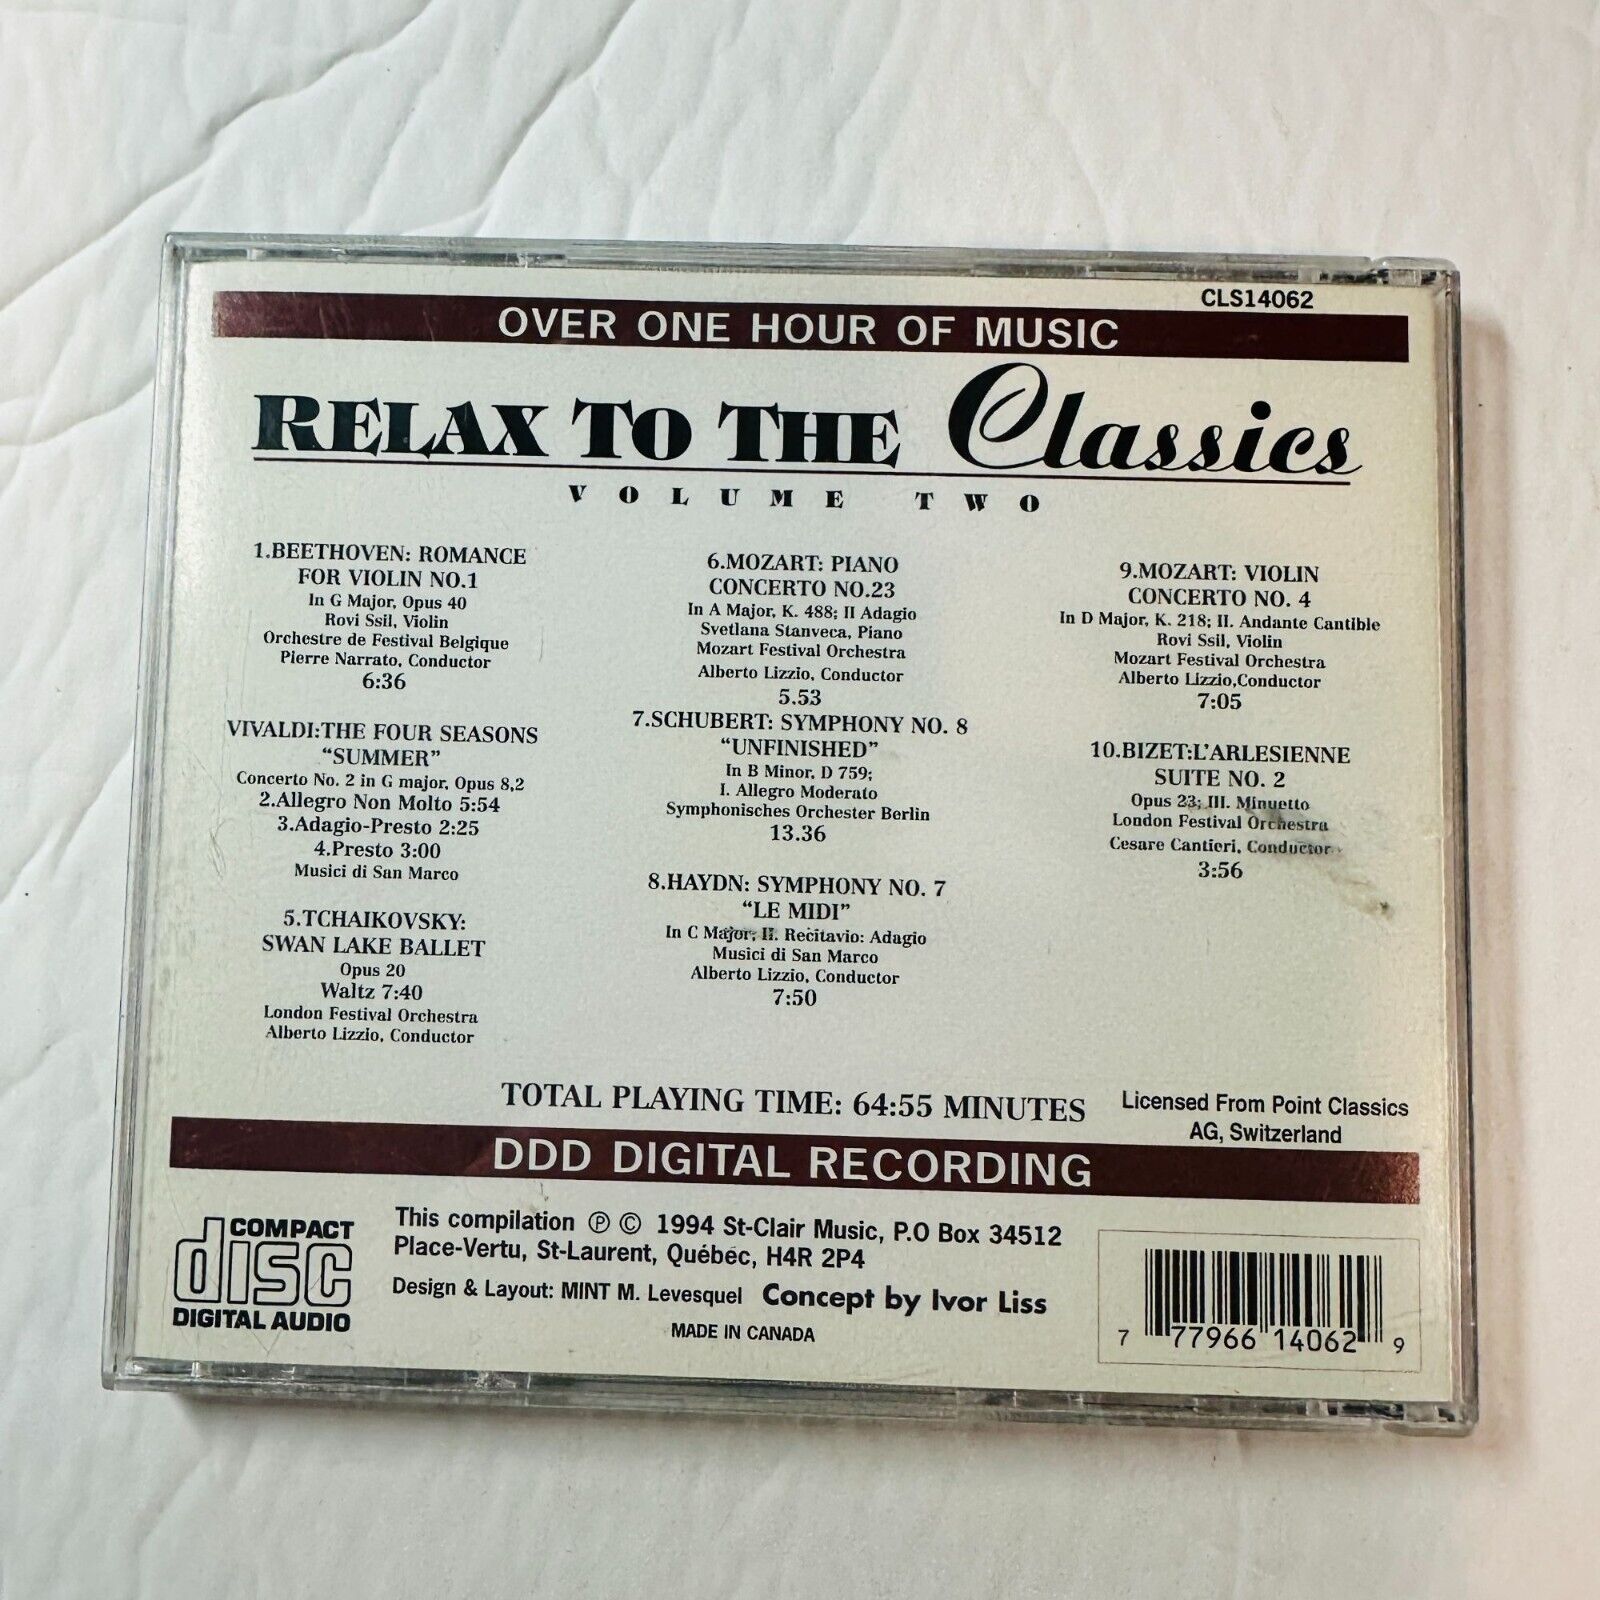 CLS14062
OVER ONE HOUR OF MUSIC
RELAX TO THE Classics
VOLUME TWO
1.BEETHOVEN: ROMANCE
FOR VIOLIN NO.1
In G Major, Opus 40
Rovi Ssil, Violin
Orchestre de Festival Belgique
Pierre Narrato, Conductor
6:36
VIVALDI:THE FOUR SEASONS
“SUMMER”
Concerto No. 2 in G major, Opus 8,2
2.Allegro Non Molto 5:54
3.Adagio-Presto 2:25
4.Presto 3:00
Musici di San Marco
5.TCHAIKOVSKY:
SWAN LAKE BALLET
Opus 20
Waltz 7:40
London Festival Orchestra
Alberto Lizzio, Conductor
6.MOZART: PIANO
CONCERTO NO.23
In A Major, K. 488; II Adagio
Svetlana Stanveca, Piano
Mozart Festival Orchestra
Alberto Lizzio, Conductor
5.53
7.SCHUBERT: SYMPHONY NO. 8
“UNFINISHED”
In B Minor, D 759;
I. Allegro Moderato
Symphonisches Orchester Berlin
13.36
8.HAYDN: SYMPHONY NO. 7
“LE MIDI”
In C Major; II. Recitavio: Adagio
Musici di San Marco
Alberto Lizzio, Conductor
7:50
9.MOZART: VIOLIN
CONCERTO NO. 4
In D Major, K. 218; II. Andante Cantible
Rovi Ssil, Violin
Mozart Festival Orchestra
Alberto Lizzio,Conductor
7:05
10.BIZET:L’ARLESIENNE
SUITE NO. 2
Opus 23; III. Minuetto
London Festival Orchestra
Cesare Cantieri, Conductor
3:56
TOTAL PLAYING TIME: 64:55 MINUTES
Licensed From Point Classics
AG, Switzerland
DDD DIGITAL RECORDING
COMPACT
disc
DIGITAL AUDIO
This compilation ℗ © 1994 St-Clair Music, P.O Box 34512
Place-Vertu, St-Laurent, Québéc, H4R 2P4
Design & Layout: MINT M. Levesquel Concept by Ivor Liss
MADE IN CANADA
7 77966 14062 9